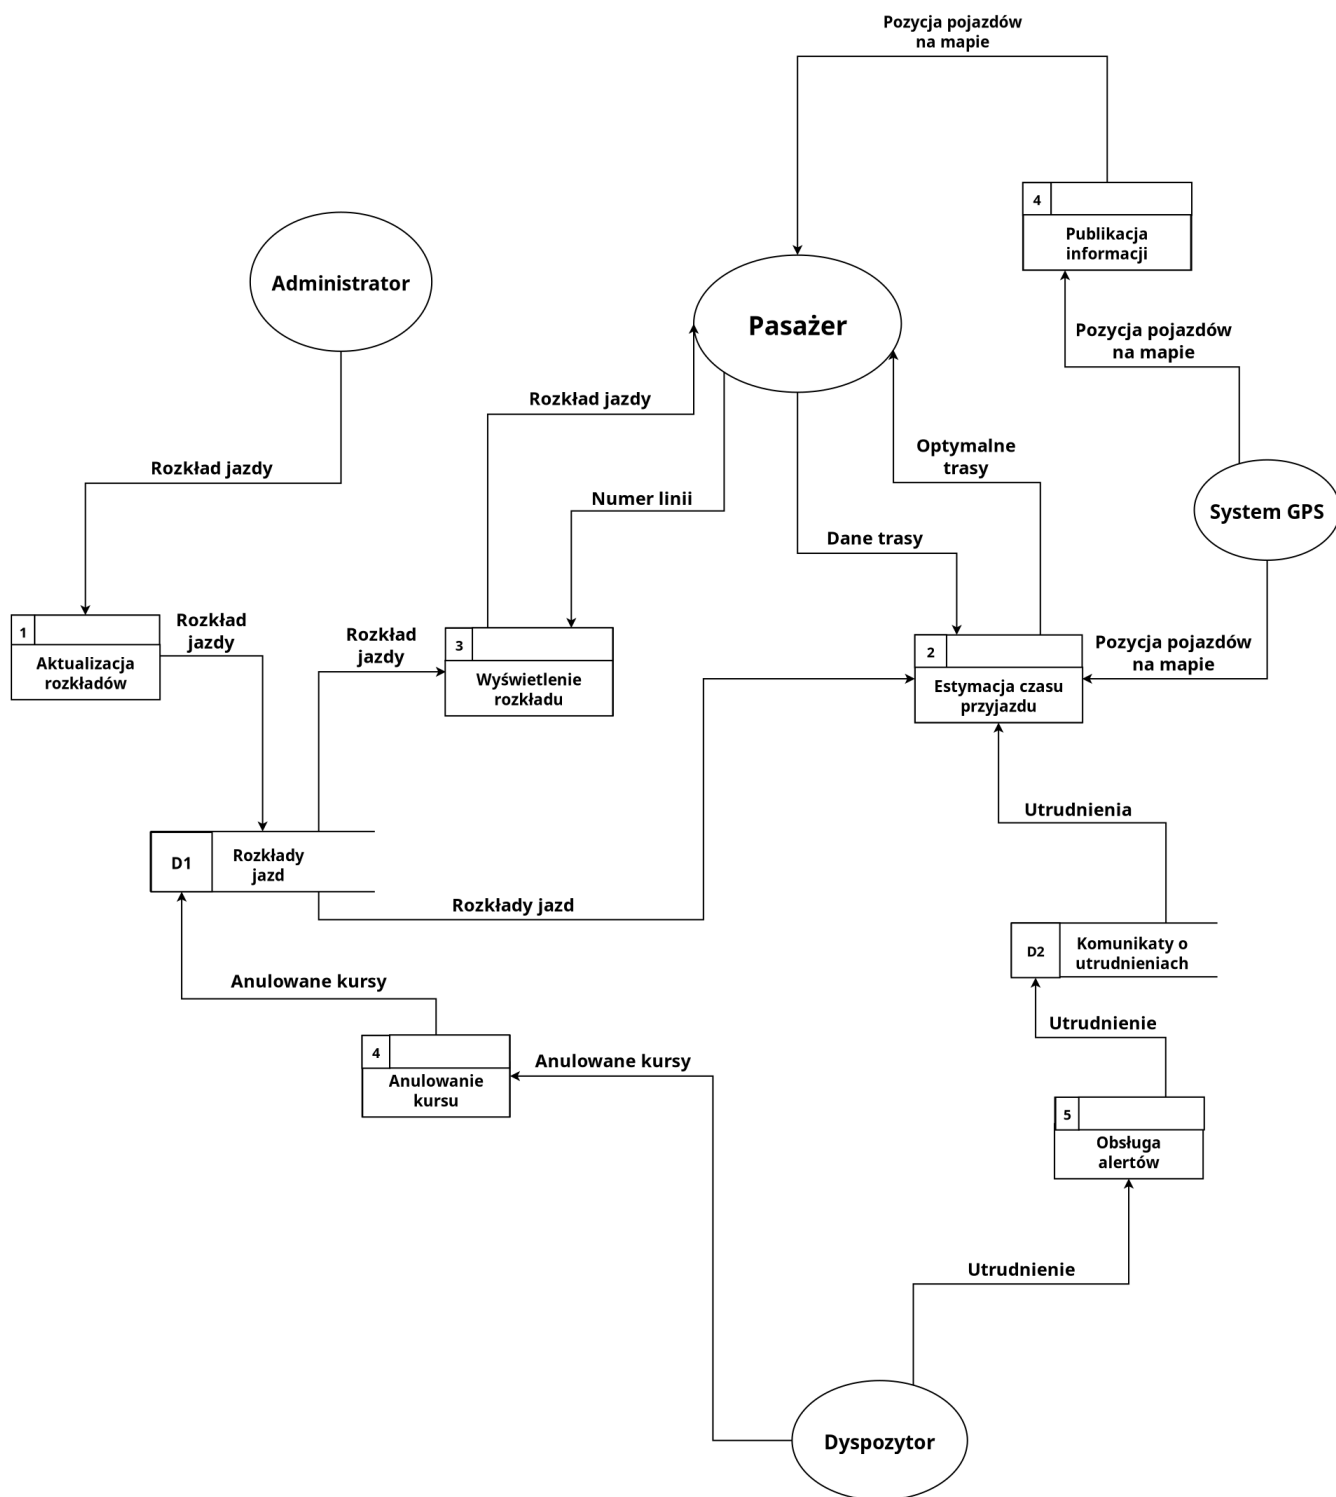 Pozycja pojazdów
na mapie
4
Publikacja
informacji
Administrator
Pasażer
Pozycja pojazdów
na mapie
Rozkład jazdy
Optymalne
trasy
Rozkład jazdy
Numer linii
System GPS
Dane trasy
1
Aktualizacja
rozkładów
Rozkład
jazdy
Rozkład
jazdy
3
Wyświetlenie
rozkładu
2
Estymacja czasu
przyjazdu
Pozycja pojazdów
na mapie
Utrudnienia
D1
Rozkłady
jazd
Rozkłady jazd
D2
Komunikaty o
utrudnieniach
Anulowane kursy
Utrudnienie
4
Anulowanie
kursu
Anulowane kursy
5
Obsługa
alertów
Utrudnienie
Dyspozytor